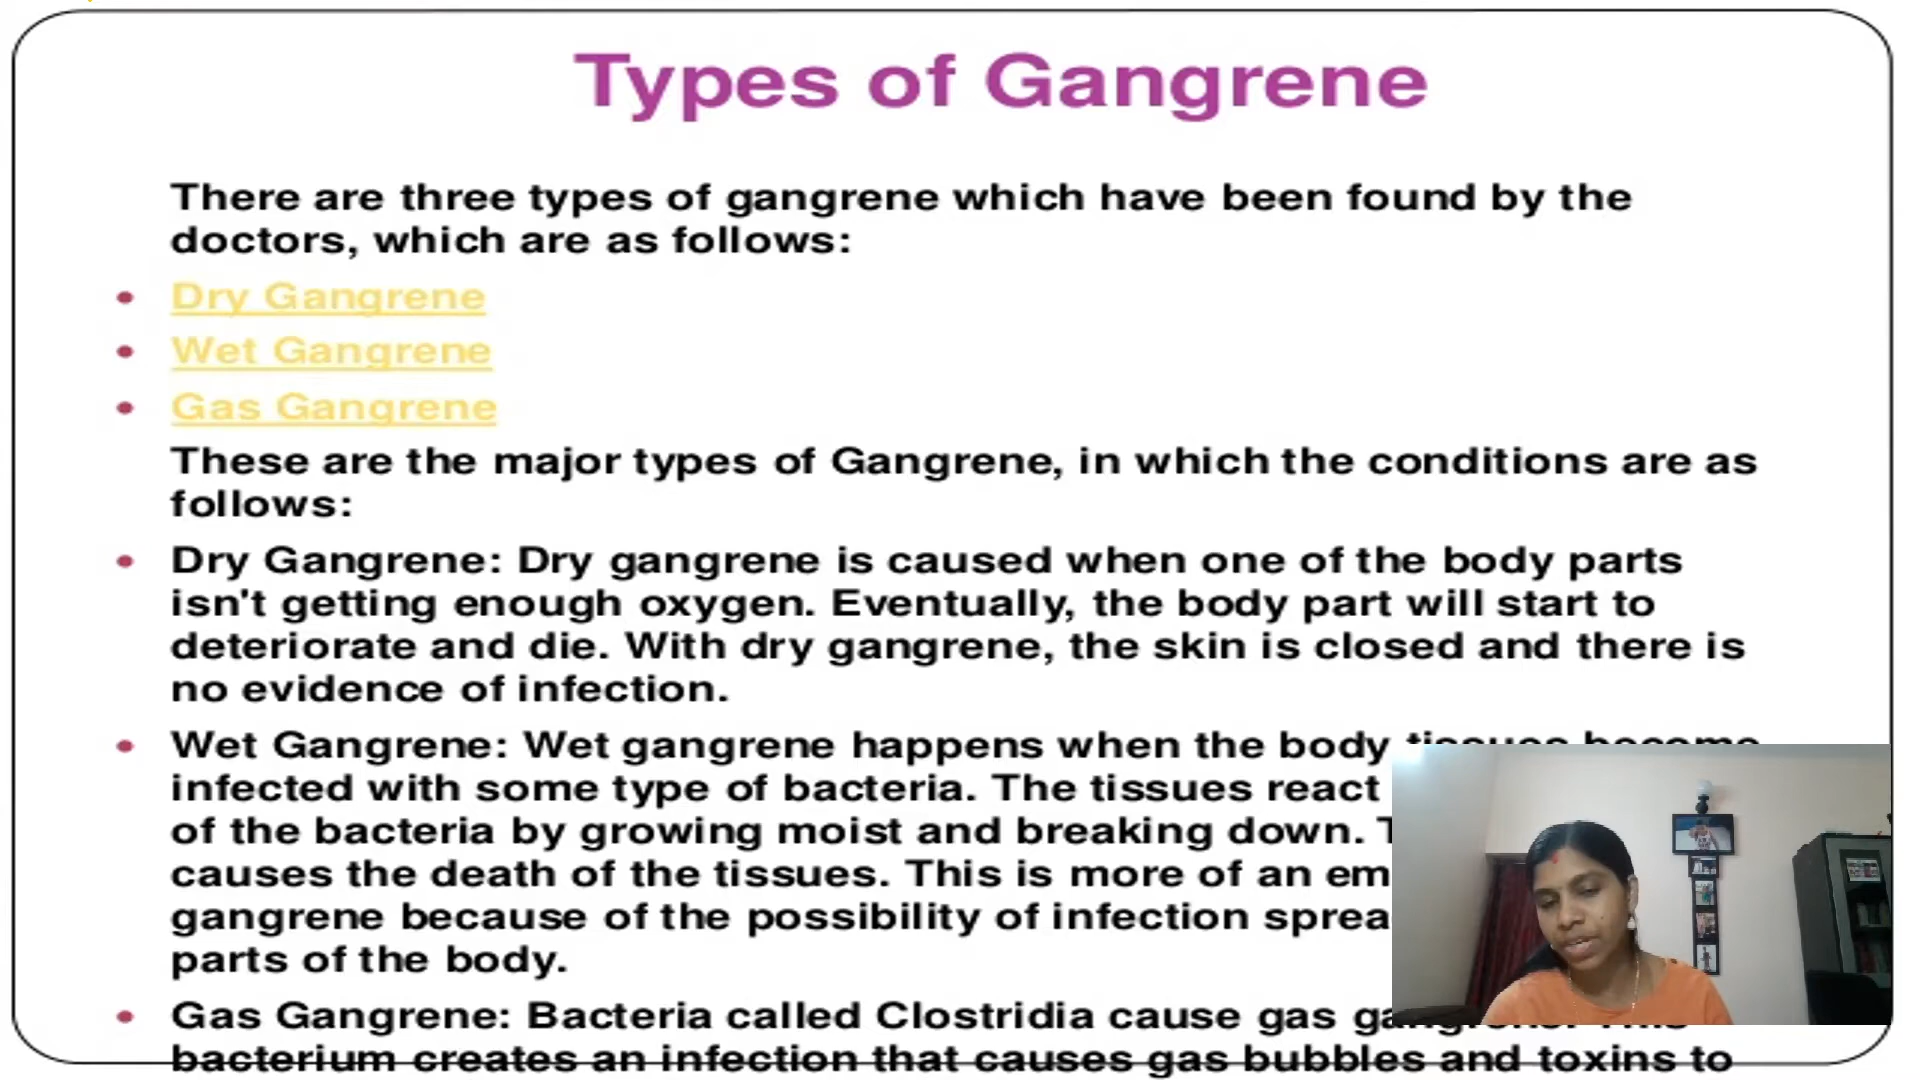 Types of Gangrene
There are three types of gangrene which have been found by the
doctors, which are as follows:
• Dry Gangrene
• Wet Gangrene
• Gas Gangrene
These are the major types of Gangrene, in which the conditions are as
follows:
• Dry Gangrene: Dry gangrene is caused when one of the body parts
isn't getting enough oxygen. Eventually, the body part will start to
deteriorate and die. With dry gangrene, the skin is closed and there is
no evidence of infection.
• Wet Gangrene: Wet gangrene happens when the body tissues become
infected with some type of bacteria. The tissues react
of the bacteria by growing moist and breaking down.
causes the death of the tissues. This is more of an em
gangrene because of the possibility of infection sprea
parts of the body.
• Gas Gangrene: Bacteria called Clostridia cause gas
bacterium creates an infection that causes gas bubbles and toxins to